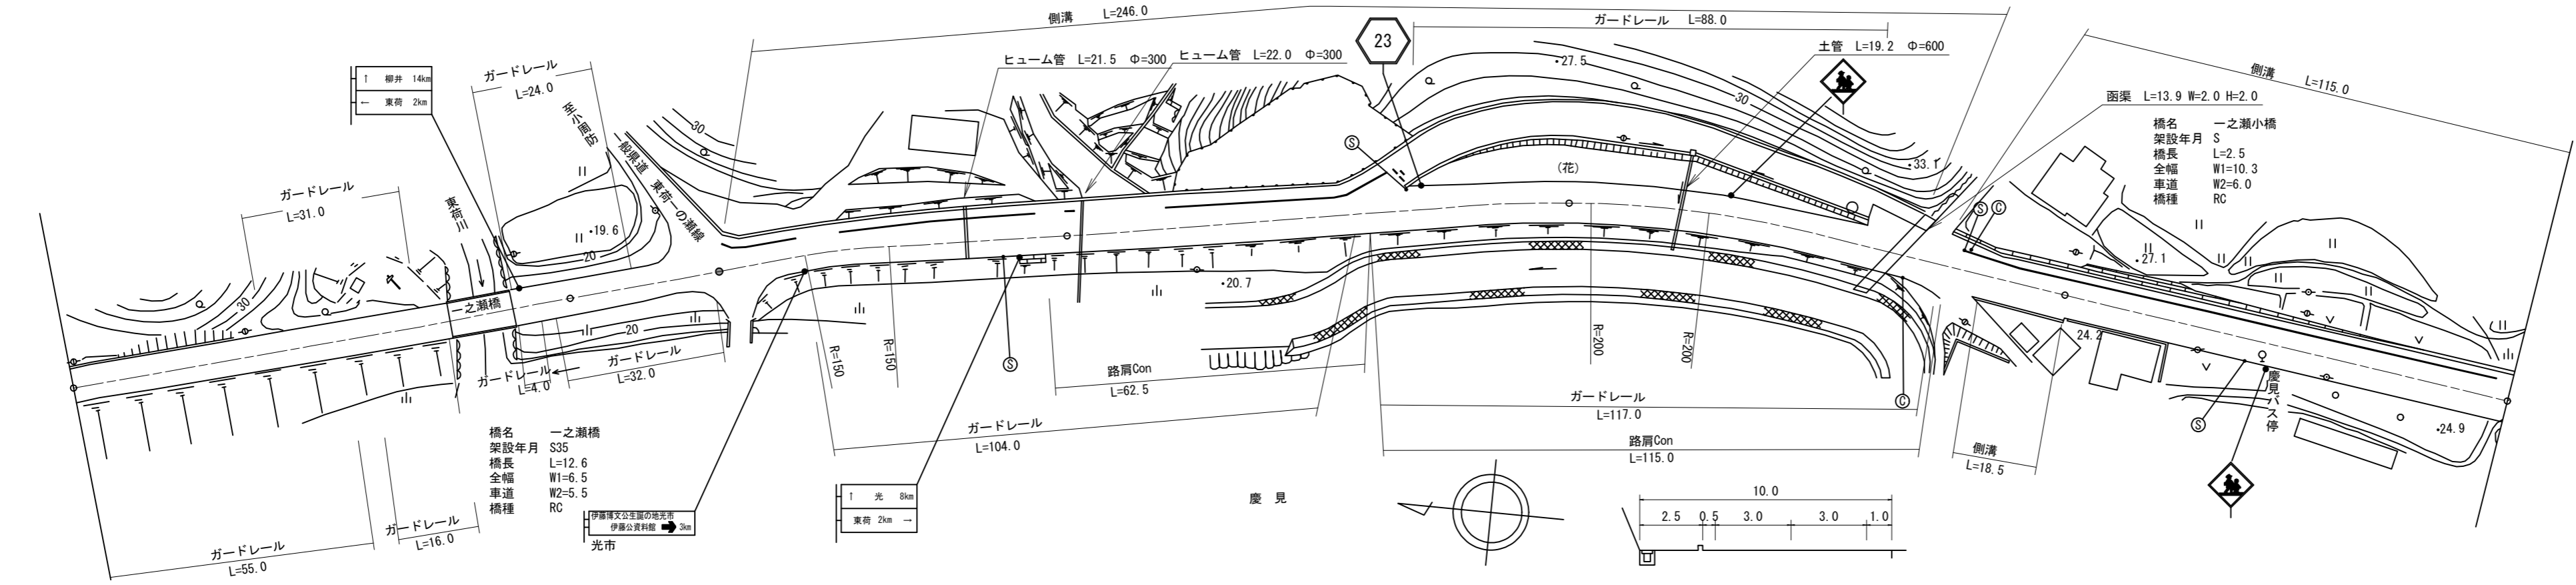 側溝 L=246.0
ガードレール L=88.0
23
ヒューム管 L=21.5 Φ=300
ヒューム管 L=22.0 Φ=300
土管 L=19.2 Φ=600
側溝 L=115.0
函渠 L=13.9 W=2.0 H=2.0
橋名 一之瀬小橋
架設年月 S
橋長 L=2.5
全幅 W1=10.3
車道 W2=6.0
橋種 RC
↑ 柳井 14km
← 東荷 2km
ガードレール
L=24.0
至小周防
一般県道 東荷一の瀬線
ガードレール
L=31.0
東荷川
30
30
27.5
30
33.1
(花)
S
S
C
27.1
19.6
20
20.7
30
一之瀬橋
20
24.2
ガードレール
L=4.0
ガードレール
L=32.0
R=150
R=150
S
路肩Con
L=62.5
R=200
R=200
ガードレール
L=117.0
C
慶見バス停
S
24.9
ガードレール
L=104.0
路肩Con
L=115.0
側溝
L=18.5
橋名 一之瀬橋
架設年月 S35
橋長 L=12.6
全幅 W1=6.5
車道 W2=5.5
橋種 RC
ガードレール
L=16.0
ガードレール
L=55.0
伊藤博文公生誕の地光市
伊藤公資料館 ➡ 3km
光市
↑ 光 8km
東荷 2km →
慶見
10.0
2.5 0.5 3.0 3.0 1.0